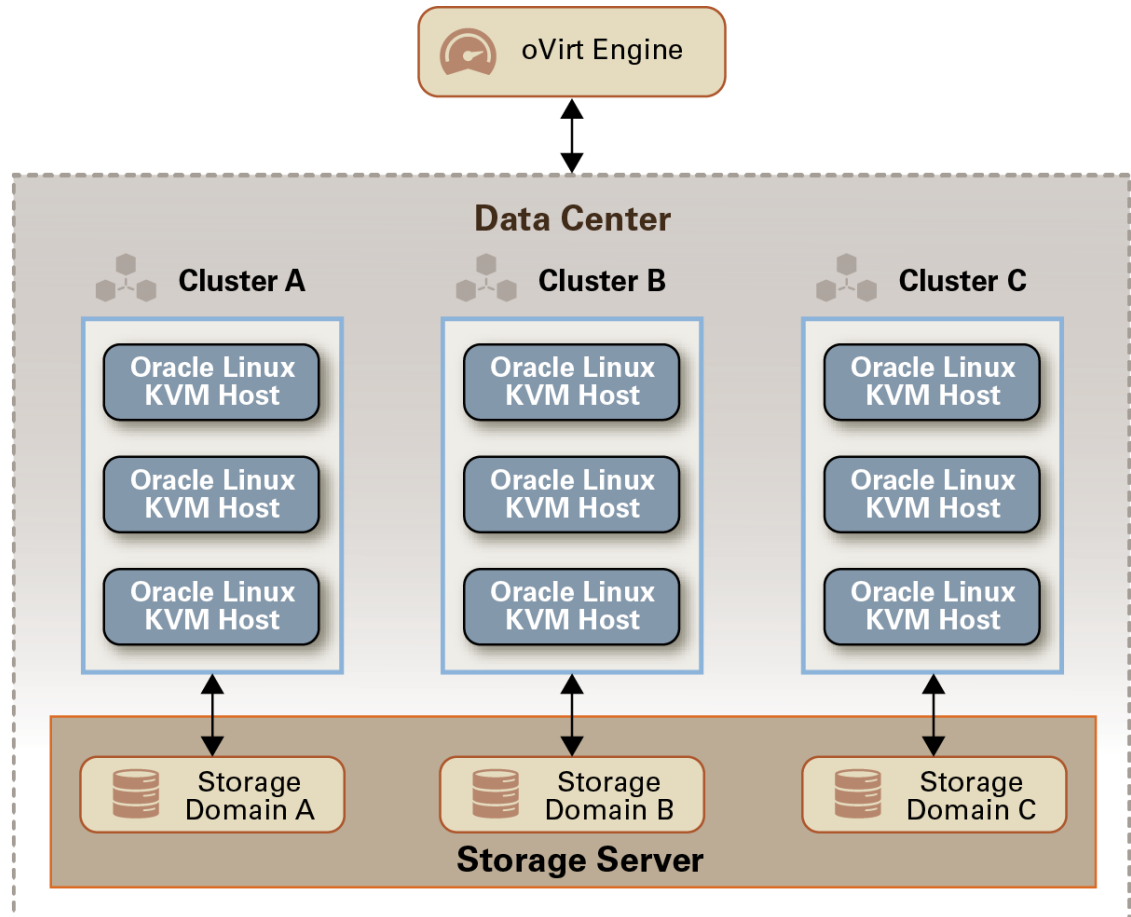 oVirt Engine
Data Center
Cluster A
Cluster B
Cluster C
Oracle Linux
KVM Host
Oracle Linux
KVM Host
Oracle Linux
KVM Host
Oracle Linux
KVM Host
Oracle Linux
KVM Host
Oracle Linux
KVM Host
Oracle Linux
KVM Host
Oracle Linux
KVM Host
Oracle Linux
KVM Host
Storage
Domain A
Storage
Domain B
Storage
Domain C
Storage Server